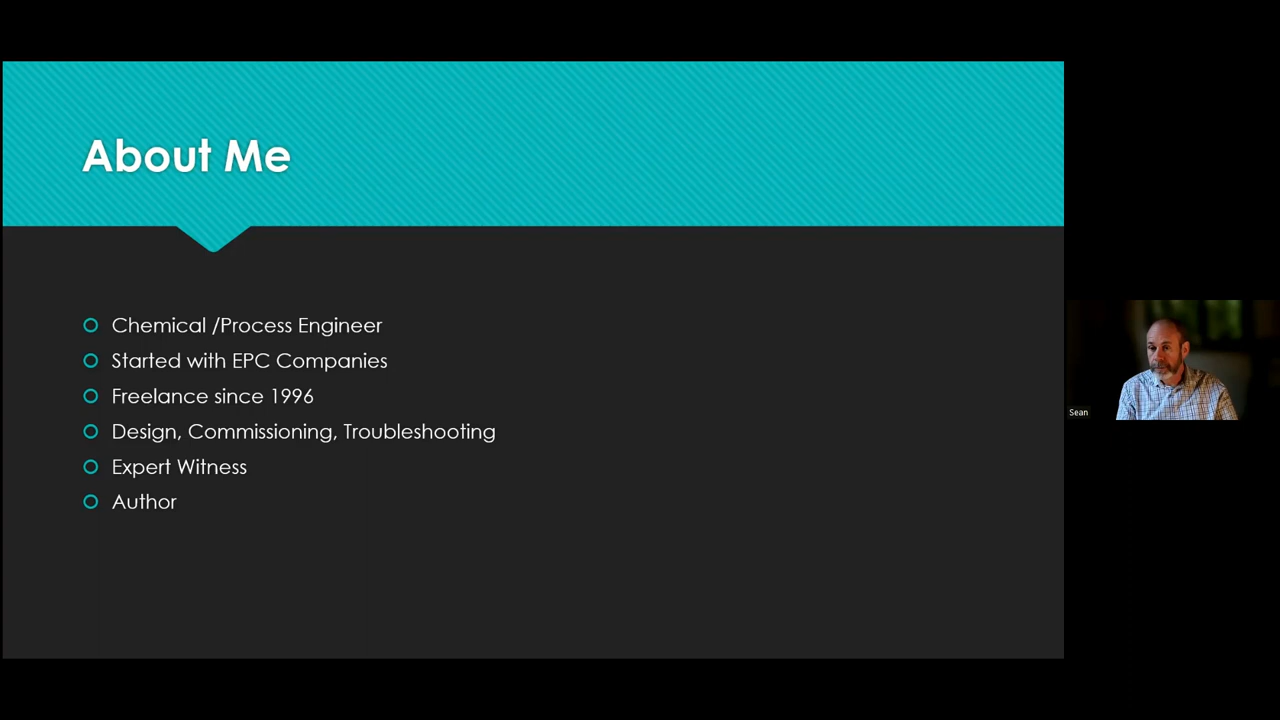 About Me
Chemical /Process Engineer
Started with EPC Companies
Freelance since 1996
Design, Commissioning, Troubleshooting
Expert Witness
Author
Sean